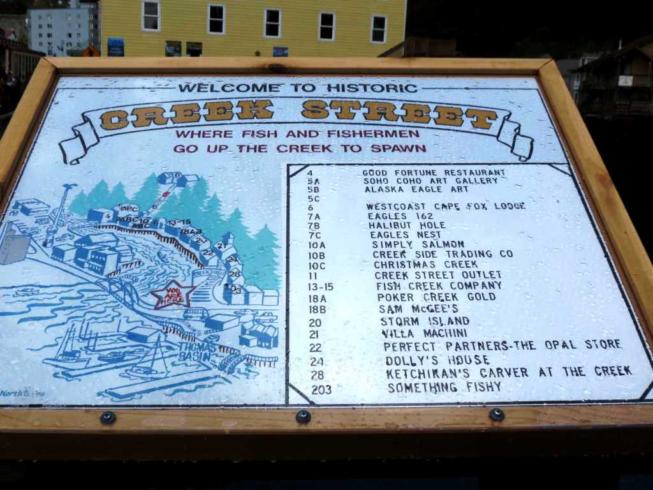 WELCOME TO HISTORIC
CREEK STREET
WHERE FISH AND FISHERMEN
GO UP THE CREEK TO SPAWN
4 GOOD FORTUNE RESTAURANT
5A SOHO COHO ART GALLERY
5B ALASKA EAGLE ART
5C
6 WESTCOAST CAPE FOX LODGE
7A EAGLES 162
7B HALIBUT HOLE
7C EAGLES NEST
10A SIMPLY SALMON
10B CREEK SIDE TRADING CO
10C CHRISTMAS CREEK
11 CREEK STREET OUTLET
13-15 FISH CREEK COMPANY
18A POKER CREEK GOLD
18B SAM McGEE'S
20 STORM ISLAND
21 VILLA MACHINI
22 PERFECT PARTNERS-THE OPAL STORE
24 DOLLY'S HOUSE
28 KETCHIKAN'S CARVER AT THE CREEK
203 SOMETHING FISHY
13-15
YOU ARE HERE
THOMAS
BASIN